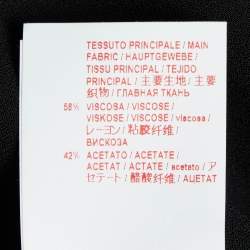 TESSUTO PRINCIPALE / MAIN
FABRIC / HAUPTGEWEBE /
TISSU PRINCIPAL / TEJIDO
PRINCIPAL / 主要生地 / 主要
织物 / ГЛАВНАЯ ТКАНЬ
58% VISCOSA / VISCOSE /
VISKOSE / VISCOSE / viscosa /
レーヨン / 粘胶纤维 /
ВИСКОЗА
42% ACETATO / ACETATE /
ACETAT / ACTATE / acetato / ア
セテート / 醋酸纤维 / АЦЕТАТ